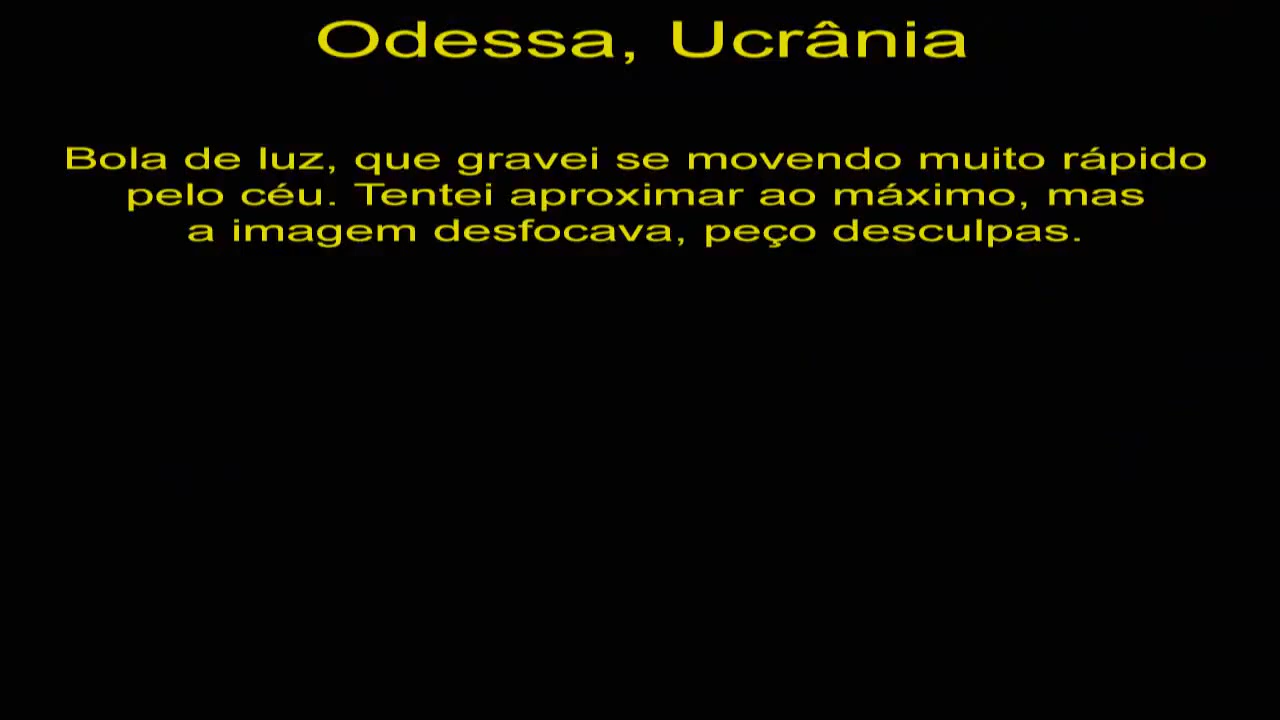 Odessa, Ucrânia
Bola de luz, que gravei se movendo muito rápido
pelo céu. Tentei aproximar ao máximo, mas
a imagem desfocava, peço desculpas.